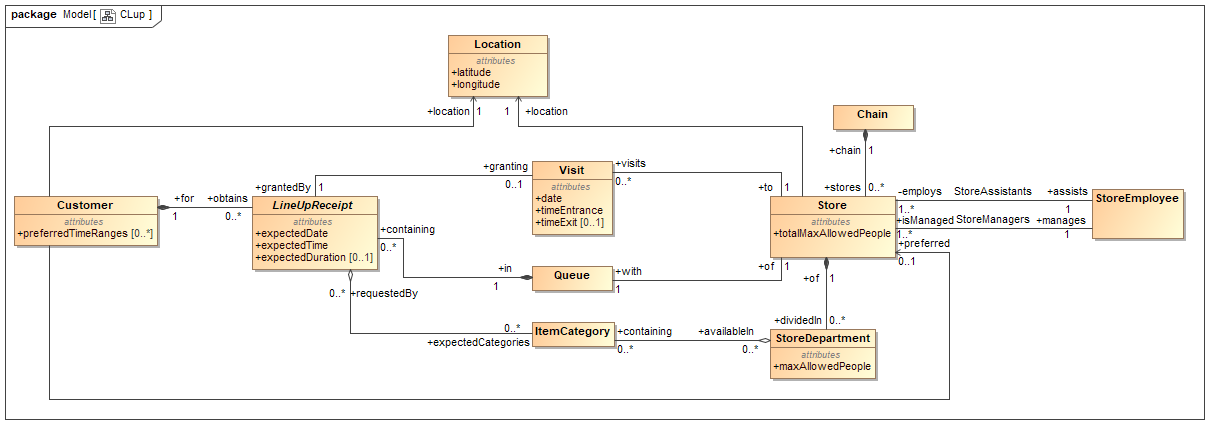 package Model[ CLup ]
Location
attributes
+latitude
+longitude
+location 1
1 +location
Chain
+chain 1
+stores 0..*
+granting
0..1
+grantedBy 1
Visit
attributes
+date
+timeEntrance
+timeExit [0..1]
+visits
0..*
+to 1
Customer
attributes
+preferredTimeRanges [0..*]
+for
1
+obtains
0..*
LineUpReceipt
attributes
+expectedDate
+expectedTime
+expectedDuration [0..1]
+containing
0..*
Store
attributes
+totalMaxAllowedPeople
-employs StoreAssistants +assists
1..* 1
+isManaged StoreManagers +manages
1..* 1
+preferred
0..1
StoreEmployee
+in
1
Queue
+with
1
+of 1
+of 1
0..* +requestedBy
0..*
+expectedCategories
ItemCategory
+containing
0..*
+availableIn
0..*
+dividedIn 0..*
StoreDepartment
attributes
+maxAllowedPeople